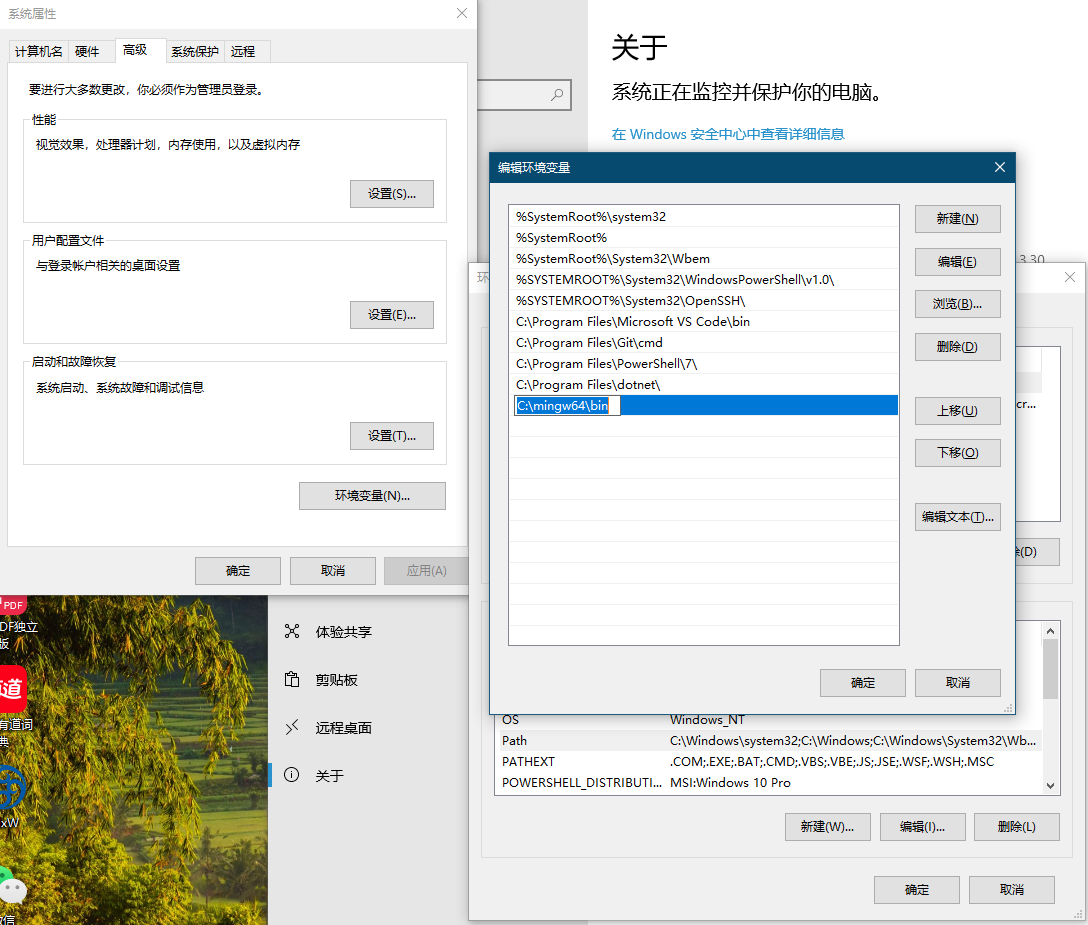 系统属性
计算机名
硬件
高级
系统保护
远程
要进行大多数更改，你必须作为管理员登录。
性能
视觉效果，处理器计划，内存使用，以及虚拟内存
设置(S)...
用户配置文件
与登录帐户相关的桌面设置
设置(E)...
启动和故障恢复
系统启动、系统故障和调试信息
设置(T)...
环境变量(N)...
确定
取消
应用(A)
关于
系统正在监控并保护你的电脑。
在 Windows 安全中心中查看详细信息
3.30
编辑环境变量
%SystemRoot%\system32
%SystemRoot%
%SystemRoot%\System32\Wbem
%SYSTEMROOT%\System32\WindowsPowerShell\v1.0\
%SYSTEMROOT%\System32\OpenSSH\
C:\Program Files\Microsoft VS Code\bin
C:\Program Files\Git\cmd
C:\Program Files\PowerShell\7\
C:\Program Files\dotnet\
C:\mingw64\bin
新建(N)
编辑(E)
浏览(B)...
删除(D)
上移(U)
下移(O)
编辑文本(T)...
确定
取消
环
cr...
除(D)
OS Windows_NT
Path C:\Windows\system32;C:\Windows;C:\Windows\System32\Wb...
PATHEXT .COM;.EXE;.BAT;.CMD;.VBS;.VBE;.JS;.JSE;.WSF;.WSH;.MSC
POWERSHELL_DISTRIBUTI... MSI:Windows 10 Pro
新建(W)...
编辑(I)...
删除(L)
确定
取消
体验共享
剪贴板
远程桌面
关于
PDF
DF独立
版
道
有道词
典
xW
微信